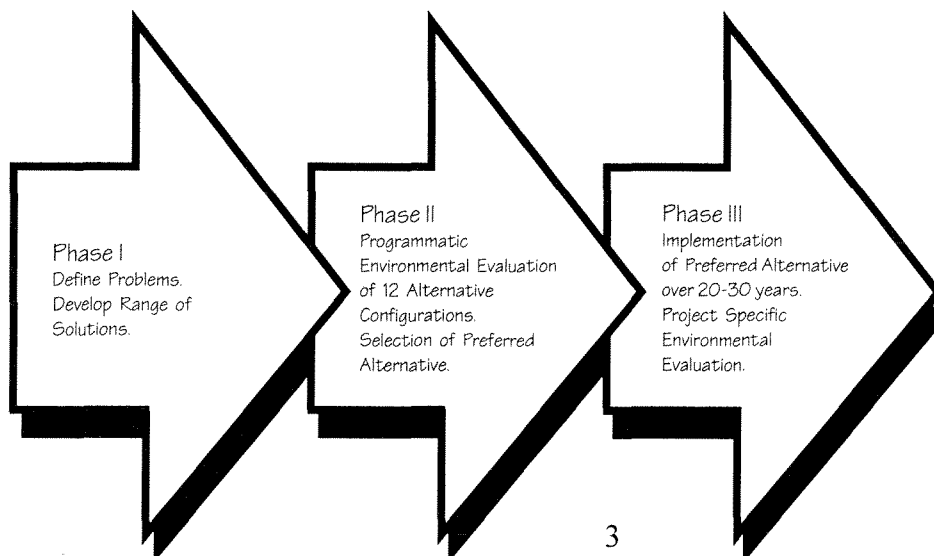 Phase I
Define Problems.
Develop Range of
Solutions.
Phase II
Programmatic
Environmental Evaluation
of 12 Alternative
Configurations.
Selection of Preferred
Alternative.
Phase III
Implementation
of Preferred Alternative
over 20-30 years.
Project Specific
Environmental
Evaluation.
3